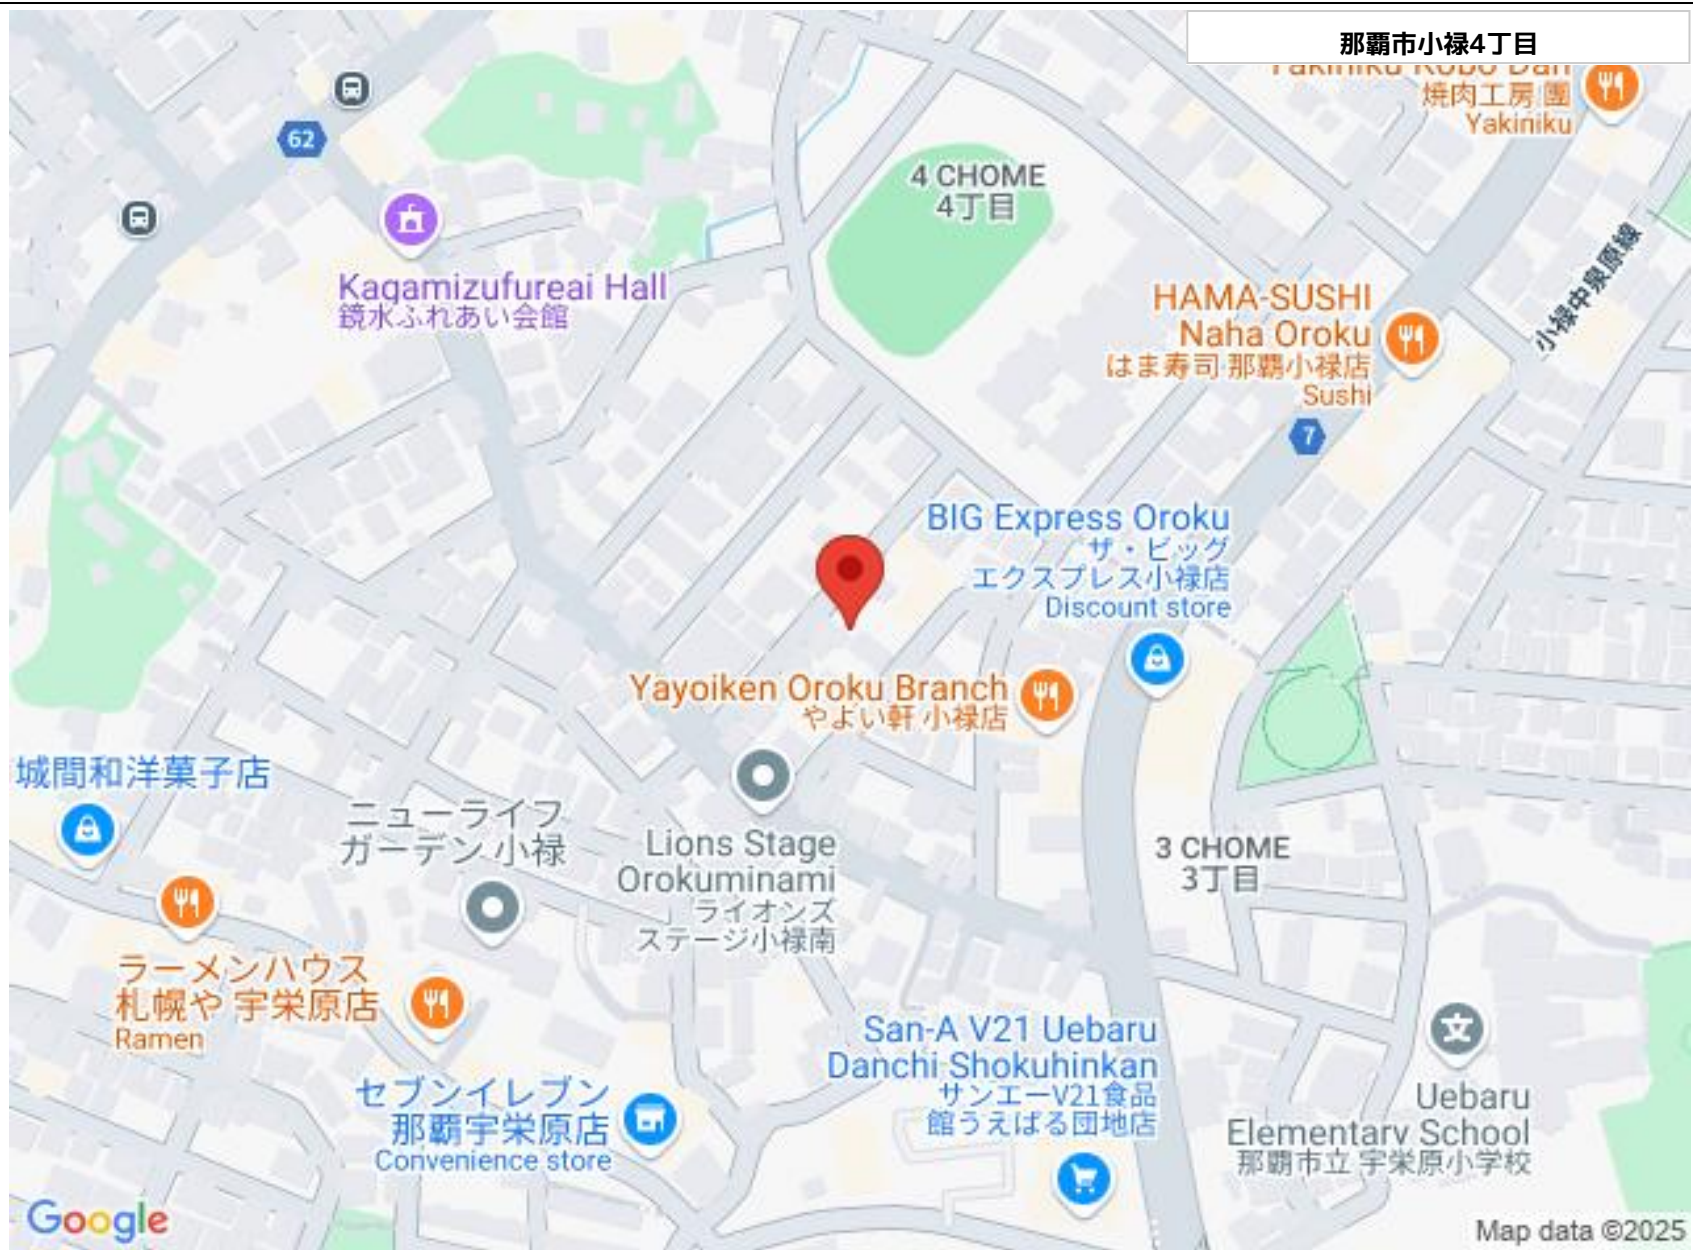 那覇市小禄4丁目
Yakiniku Kobo Dan
焼肉工房 團
Yakiniku
62
4 CHOME
4丁目
Kagamizufureai Hall
鏡水ふれあい会館
小禄中泉原線
HAMA-SUSHI
Naha Oroku
はま寿司 那覇小禄店
Sushi
7
BIG Express Oroku
ザ・ビッグ
エクスプレス小禄店
Discount store
Yayoiken Oroku Branch
やよい軒 小禄店
城間和洋菓子店
ニューライフ
ガーデン 小禄
Lions Stage
Orokuminami
ライオンズ
ステージ小禄南
3 CHOME
3丁目
ラーメンハウス
札幌や 宇栄原店
Ramen
San-A V21 Uebaru
Danchi Shokuhinkan
サンエーV21食品
館うえばる団地店
文
Uebaru
Elementary School
那覇市立 宇栄原小学校
セブンイレブン
那覇宇栄原店
Convenience store
Google
Map data ©2025